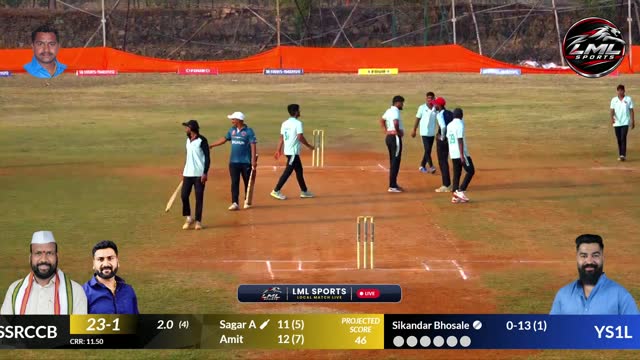 LML
SPORTS
LML SPORTS
LOCAL MATCH LIVE
LIVE
SSRCCB
23-1
2.0 (4)
CRR: 11.50
Sagar A 11 (5)
Amit 12 (7)
PROJECTED
SCORE
46
Sikandar Bhosale 0-13 (1)
YS1L